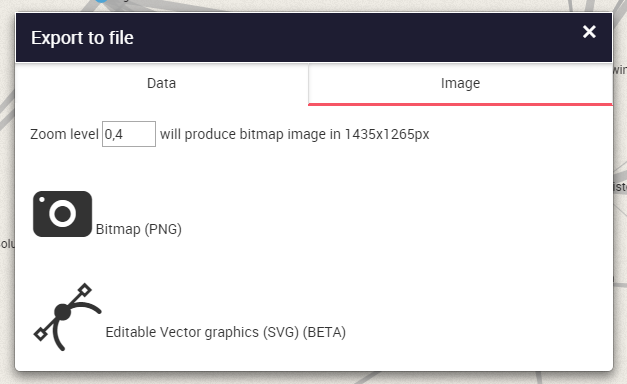 Export to file
Data Image
Zoom level 0,4 will produce bitmap image in 1435x1265px
Bitmap (PNG)
Editable Vector graphics (SVG) (BETA)